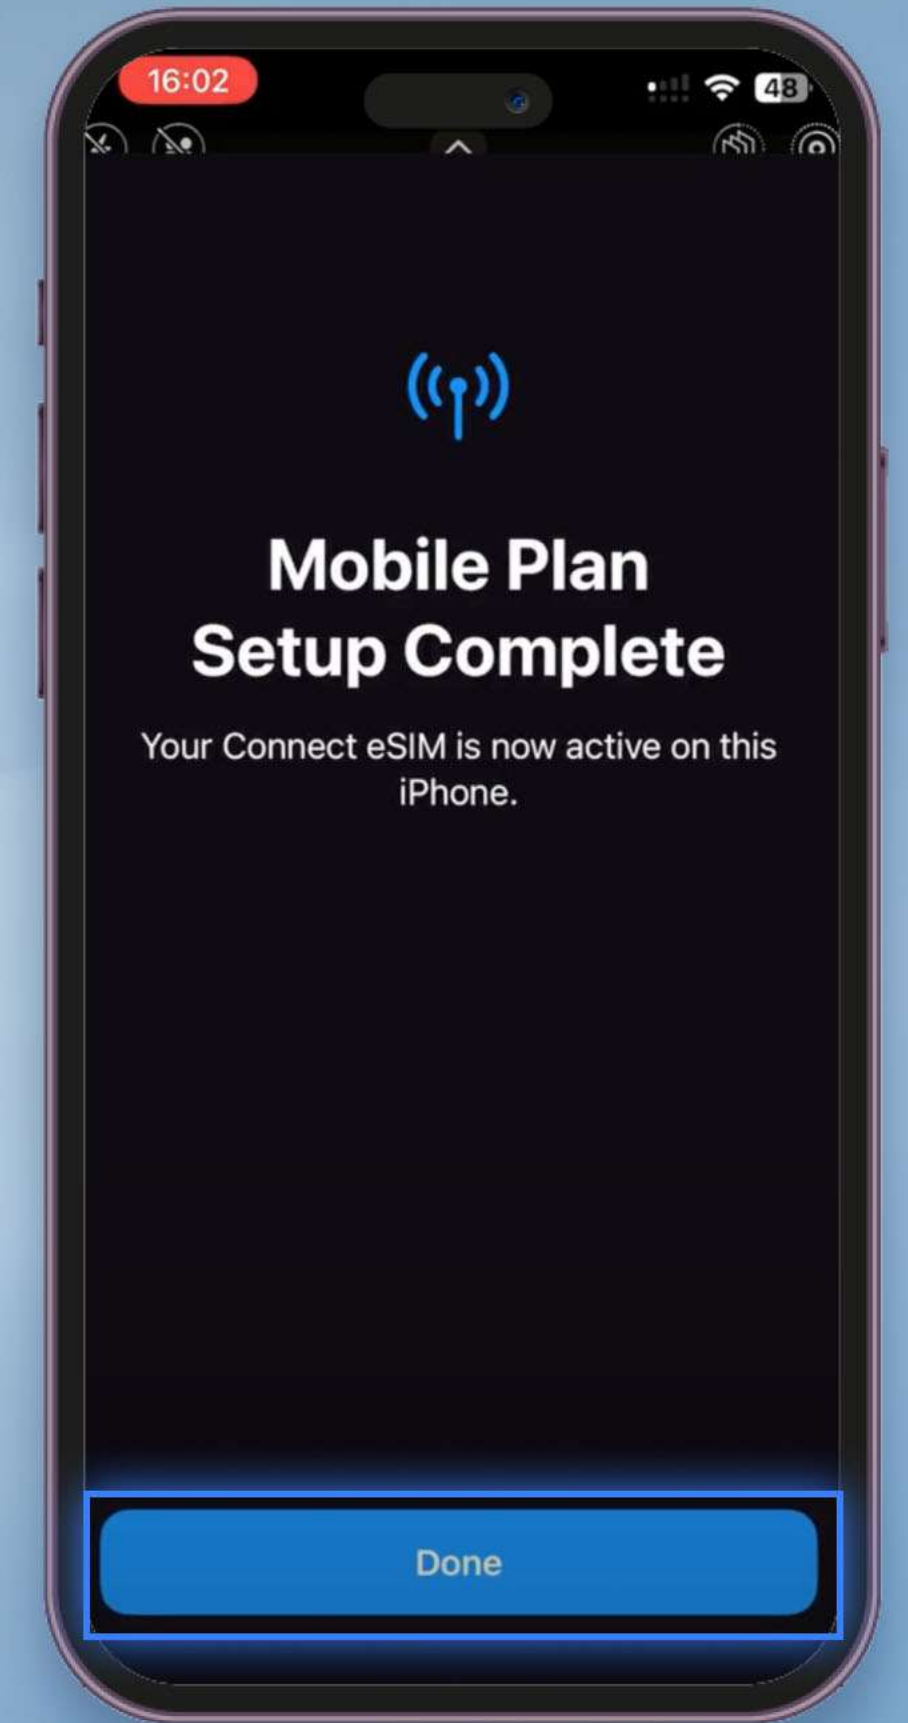 16:02
48
Mobile Plan
Setup Complete
Your Connect eSIM is now active on this
iPhone.
Done